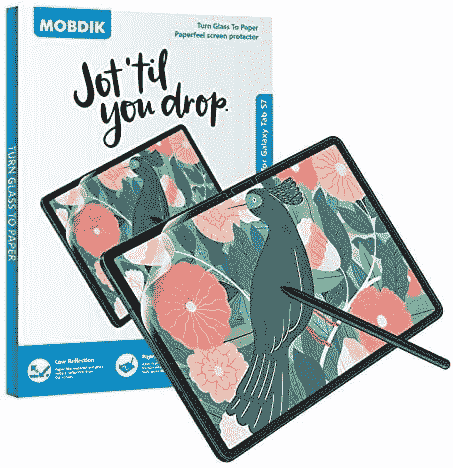 MOBDIK
Turn Glass To Paper
Paperfeel screen protector
Jot 'til
you drop.
for Galaxy Tab S7
TURN GLASS TO PAPER
Low Reflection